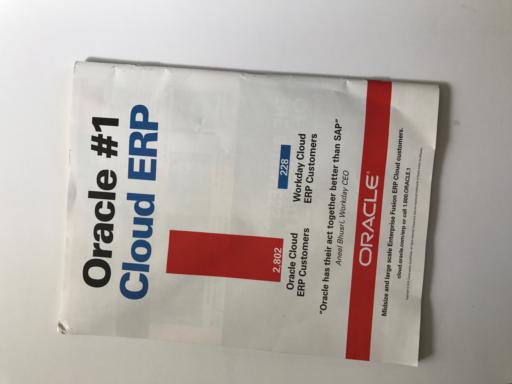 Oracle #1
Cloud ERP
2,802
228
Oracle Cloud
ERP Customers
Workday Cloud
ERP Customers
"Oracle has their act together better than SAP"
Aneel Bhusri, Workday CEO
ORACLE
Midsize and large scale Enterprise Fusion ERP Cloud customers.
cloud.oracle.com/erp or call 1.800.ORACLE.1